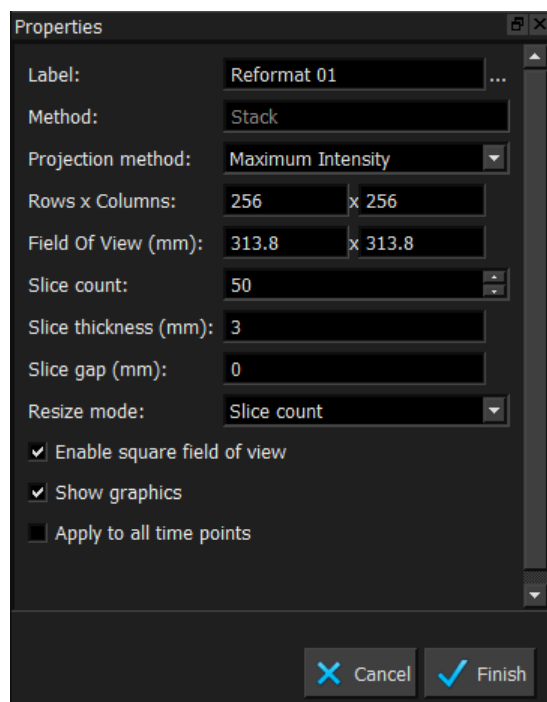 Properties
Label: Reformat 01 ...
Method: Stack
Projection method: Maximum Intensity
Rows x Columns: 256 x 256
Field Of View (mm): 313.8 x 313.8
Slice count: 50
Slice thickness (mm): 3
Slice gap (mm): 0
Resize mode: Slice count
Enable square field of view
Show graphics
Apply to all time points
Cancel Finish